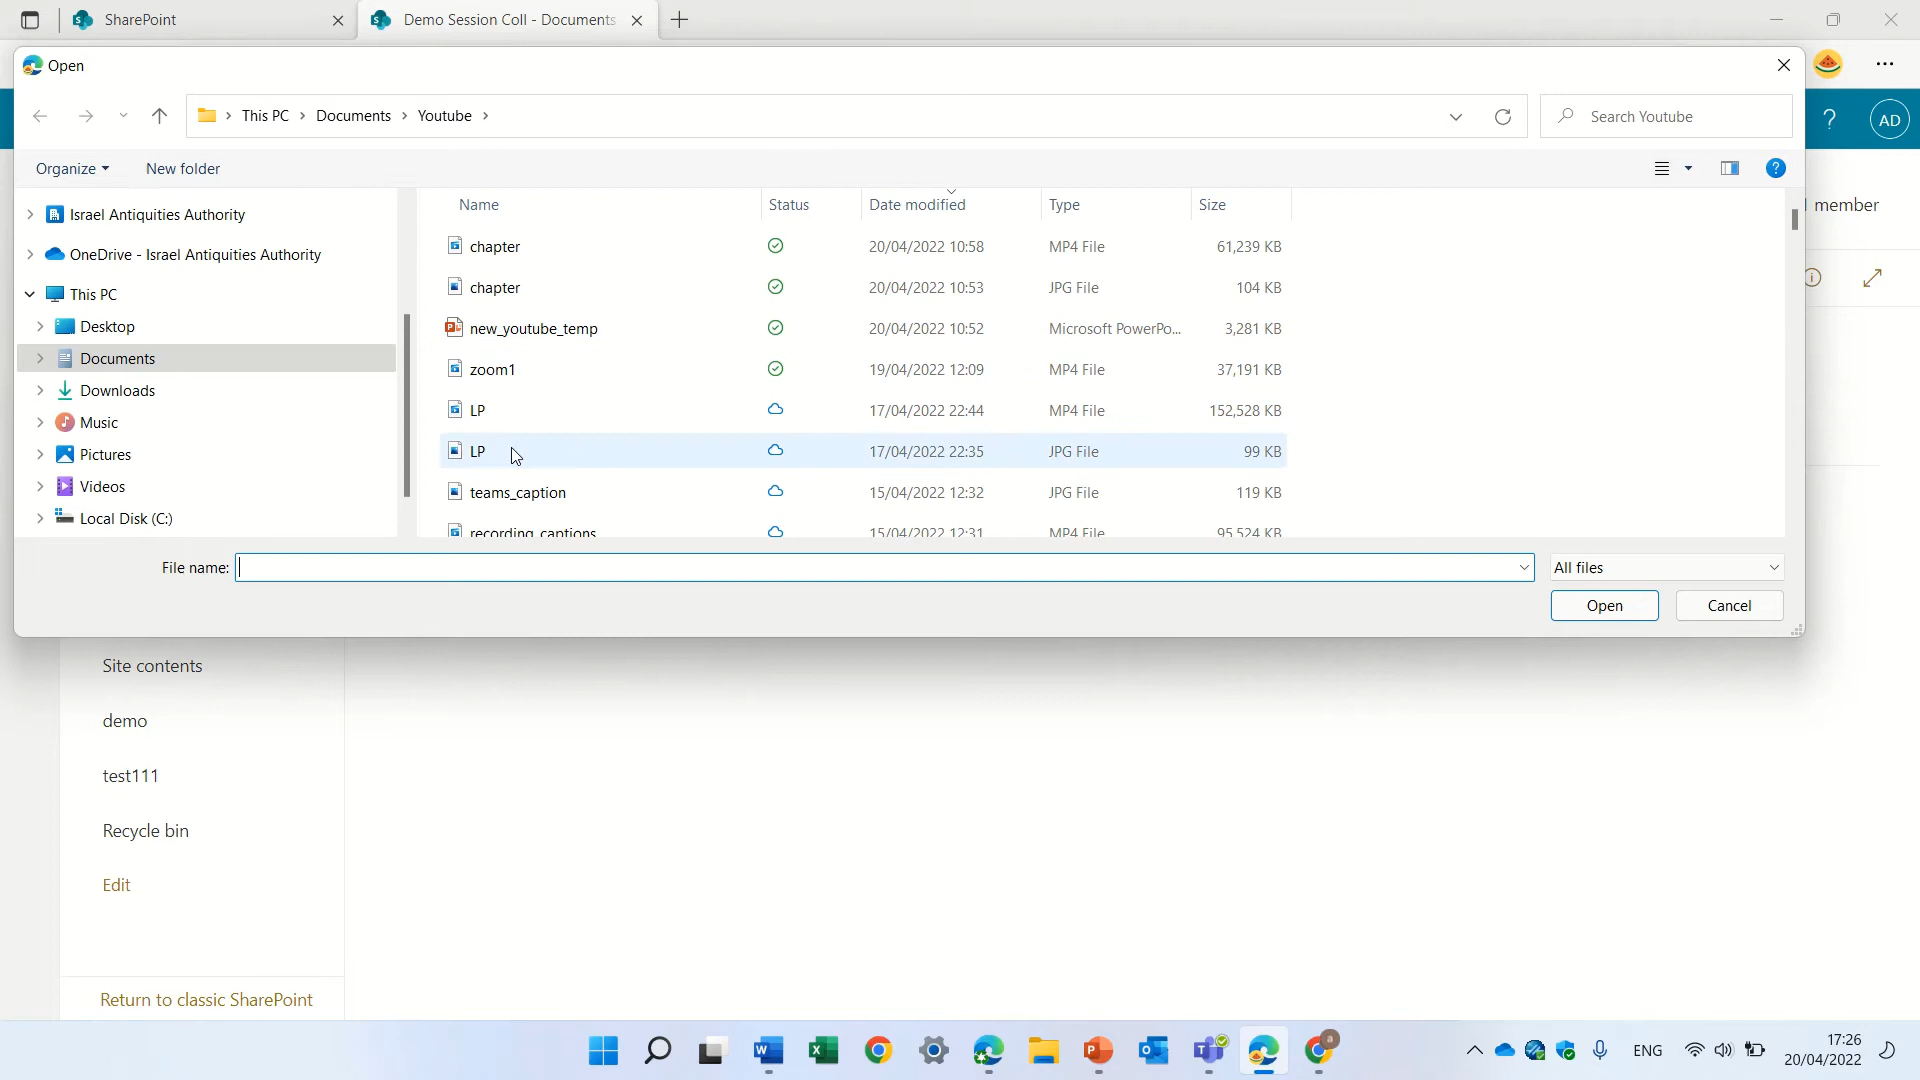 SharePoint
Demo Session Coll - Documents
Open
This PC > Documents > Youtube >
Search Youtube
? AD
Organize New folder
?
Name Status Date modified Type Size
member
Israel Antiquities Authority
OneDrive - Israel Antiquities Authority
This PC
Desktop
Documents
Downloads
Music
Pictures
Videos
Local Disk (C:)
chapter 20/04/2022 10:58 MP4 File 61,239 KB
chapter 20/04/2022 10:53 JPG File 104 KB
new_youtube_temp 20/04/2022 10:52 Microsoft PowerPo... 3,281 KB
zoom1 19/04/2022 12:09 MP4 File 37,191 KB
LP 17/04/2022 22:44 MP4 File 152,528 KB
LP 17/04/2022 22:35 JPG File 99 KB
teams_caption 15/04/2022 12:32 JPG File 119 KB
recording_captions 15/04/2022 12:31 MP4 File 95,524 KB
File name:
All files
Open Cancel
Site contents
demo
test111
Recycle bin
Edit
Return to classic SharePoint
ENG
17:26
20/04/2022